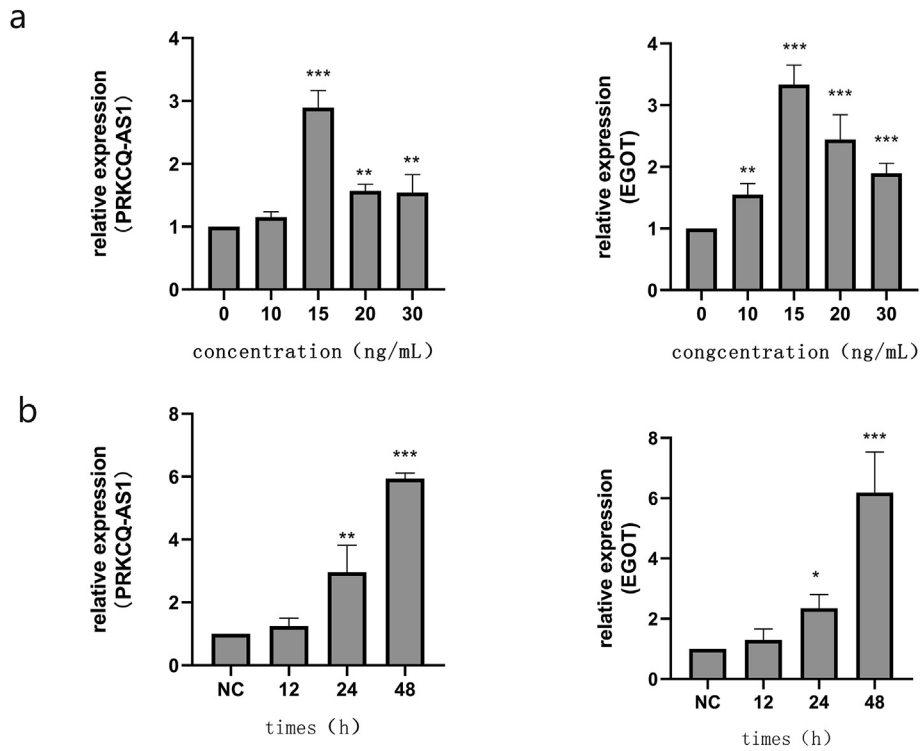 a
relative expression
(PRKCQ-AS1)
4
3
2
1
0
***
**
**
0 10 15 20 30
concentration (ng/mL)
relative expression
(EGOT)
4
3
2
1
0
**
***
***
***
0 10 15 20 30
congcentration (ng/mL)
b
relative expression
(PRKCQ-AS1)
8
6
4
2
0
**
***
NC 12 24 48
times (h)
relative expression
(EGOT)
8
6
4
2
0
*
***
NC 12 24 48
times (h)